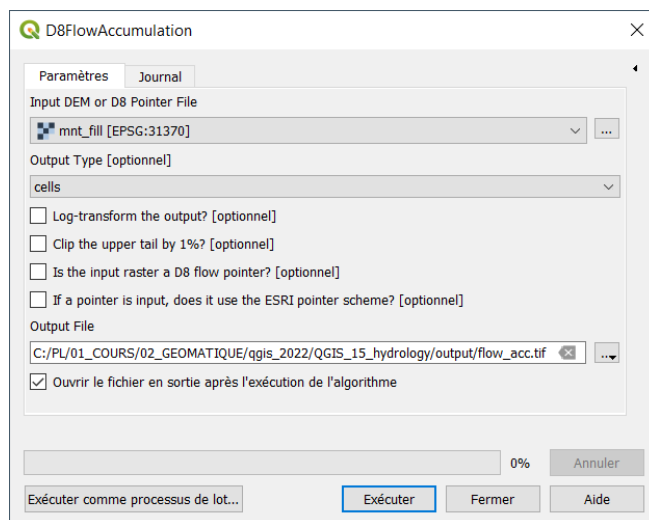 D8FlowAccumulation
Paramètres Journal
Input DEM or D8 Pointer File
mnt_fill [EPSG:31370]
...
Output Type [optionnel]
cells
Log-transform the output? [optionnel]
Clip the upper tail by 1%? [optionnel]
Is the input raster a D8 flow pointer? [optionnel]
If a pointer is input, does it use the ESRI pointer scheme? [optionnel]
Output File
C:/PL/01_COURS/02_GEOMATIQUE/qgis_2022/QGIS_15_hydrology/output/flow_acc.tif
...
Ouvrir le fichier en sortie après l'exécution de l'algorithme
0% Annuler
Exécuter comme processus de lot... Exécuter Fermer Aide